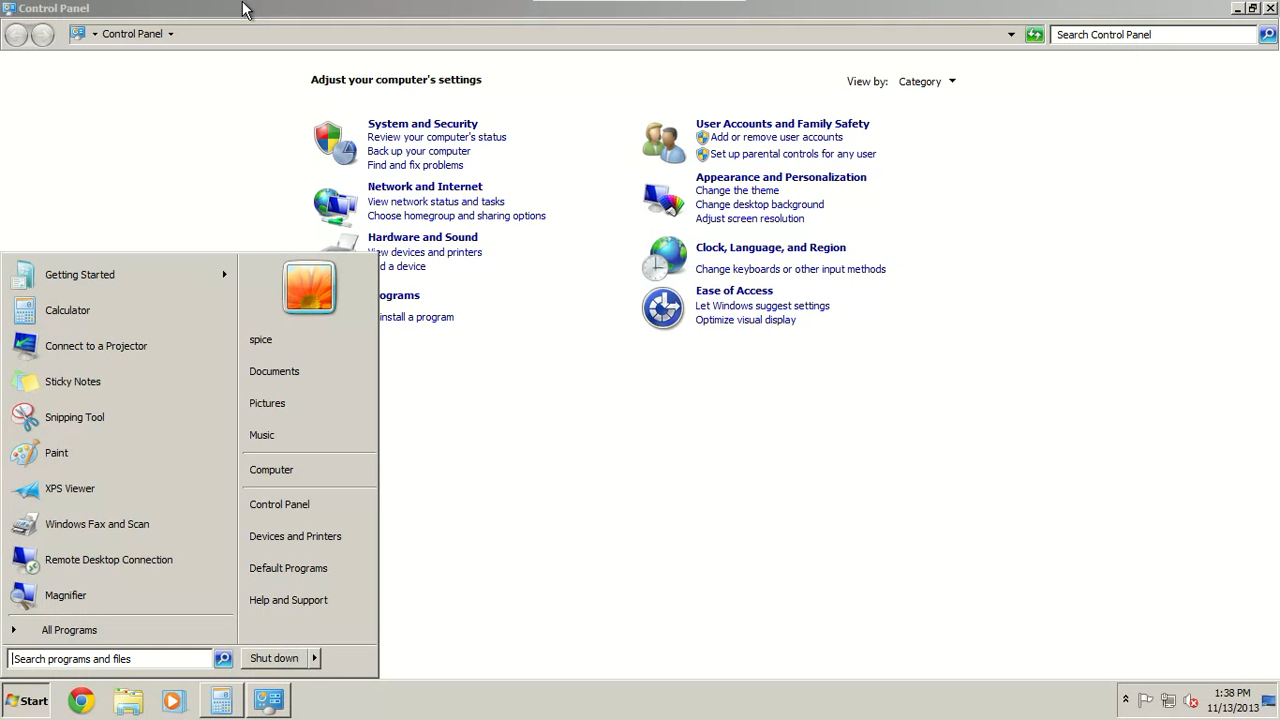 Control Panel
Control Panel
Search Control Panel
Adjust your computer's settings
View by: Category
System and Security
Review your computer's status
Back up your computer
Find and fix problems
Network and Internet
View network status and tasks
Choose homegroup and sharing options
Hardware and Sound
View devices and printers
d a device
ograms
install a program
User Accounts and Family Safety
Add or remove user accounts
Set up parental controls for any user
Appearance and Personalization
Change the theme
Change desktop background
Adjust screen resolution
Clock, Language, and Region
Change keyboards or other input methods
Ease of Access
Let Windows suggest settings
Optimize visual display
Getting Started
Calculator
Connect to a Projector
Sticky Notes
Snipping Tool
Paint
XPS Viewer
Windows Fax and Scan
Remote Desktop Connection
Magnifier
All Programs
Search programs and files
spice
Documents
Pictures
Music
Computer
Control Panel
Devices and Printers
Default Programs
Help and Support
Shut down
Start
1:38 PM
11/13/2013